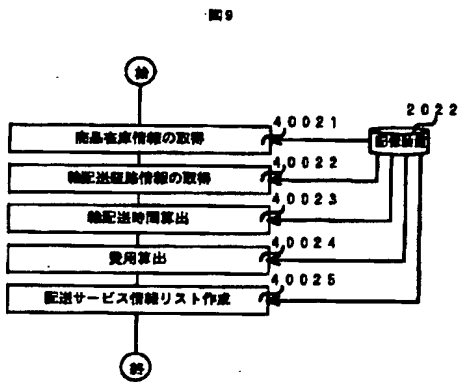 図9
始
40021
2022
商品在庫情報の取得
記憶装置
40022
輸配送経路情報の取得
40023
輸配送時間算出
40024
費用算出
40025
配送サービス情報リスト作成
終